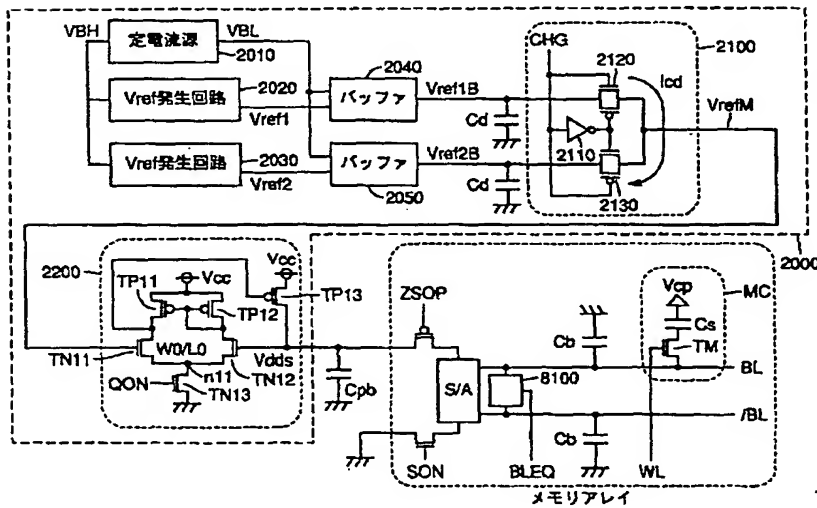 VBH
定電流源
VBL
2010
2040
CHG
2120
2100
Vref発生回路
2020
Vref1
バッファ
Vref1B
Icd
VrefM
Cd
2110
Vref発生回路
2030
Vref2
バッファ
2050
Vref2B
Cd
2130
2000
2200
Vcc
Vcc
TP11
TP12
TP13
ZSOP
Vcp
MC
Cs
TM
Cb
TN11
W0/L0
Vdds
n11
TN12
QON
TN13
Cpb
S/A
8100
BL
/BL
Cb
SON
BLEQ
WL
メモリアレイ